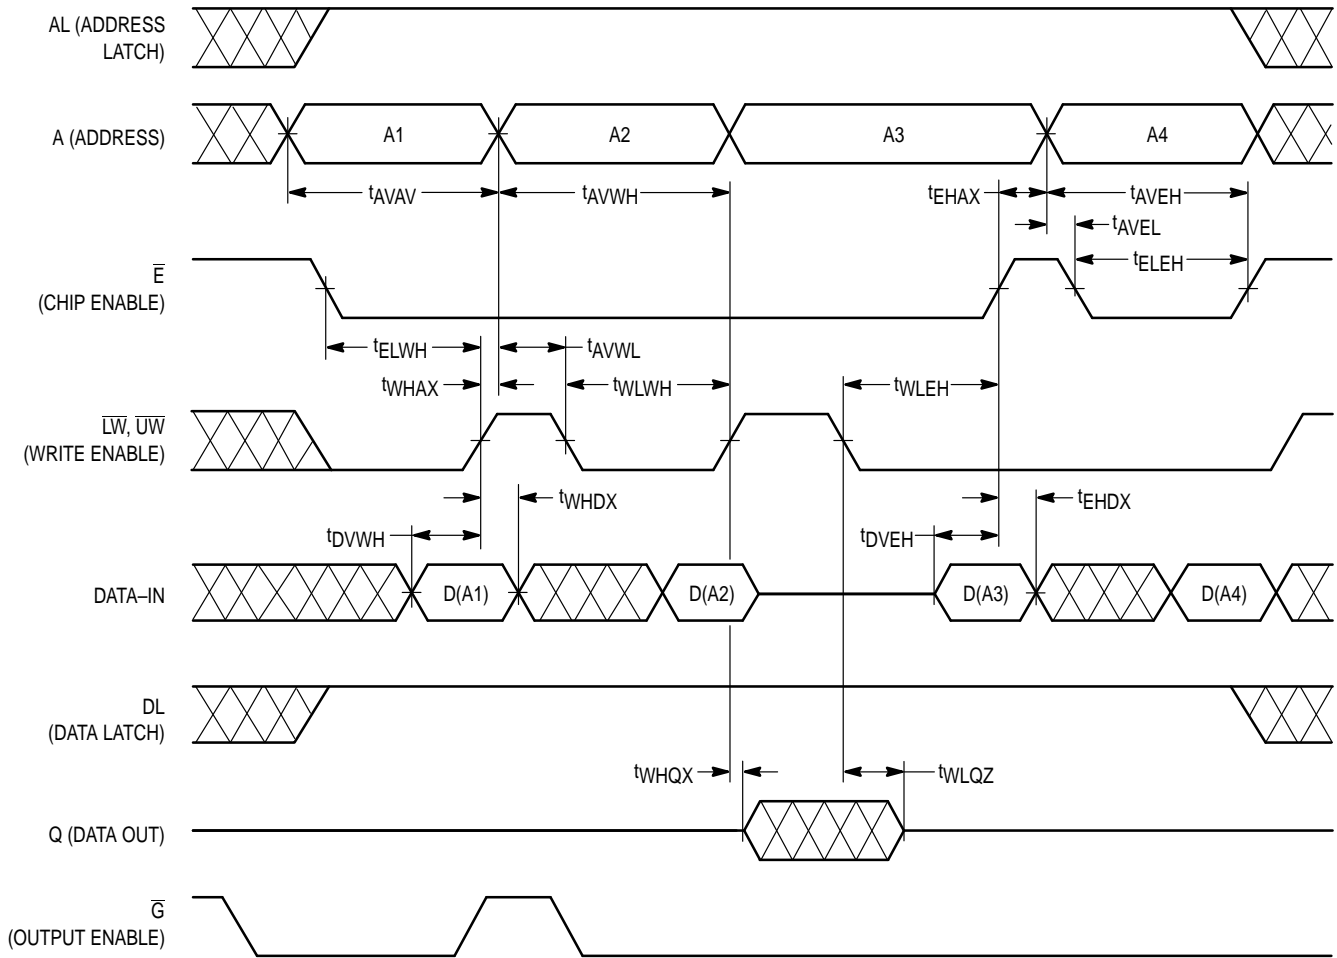 AL (ADDRESS
LATCH)
A (ADDRESS)
A1
A2
A3
A4
tAVAV
tAVWH
tEHAX
tAVEH
tAVEL
E̅
(CHIP ENABLE)
tELEH
tELWH
tAVWL
tWHAX
tWLWH
tWLEH
L̅W̅, U̅W̅
(WRITE ENABLE)
tWHDX
tEHDX
tDVWH
tDVEH
DATA–IN
D(A1)
D(A2)
D(A3)
D(A4)
DL
(DATA LATCH)
tWHQX
tWLQZ
Q (DATA OUT)
G̅
(OUTPUT ENABLE)